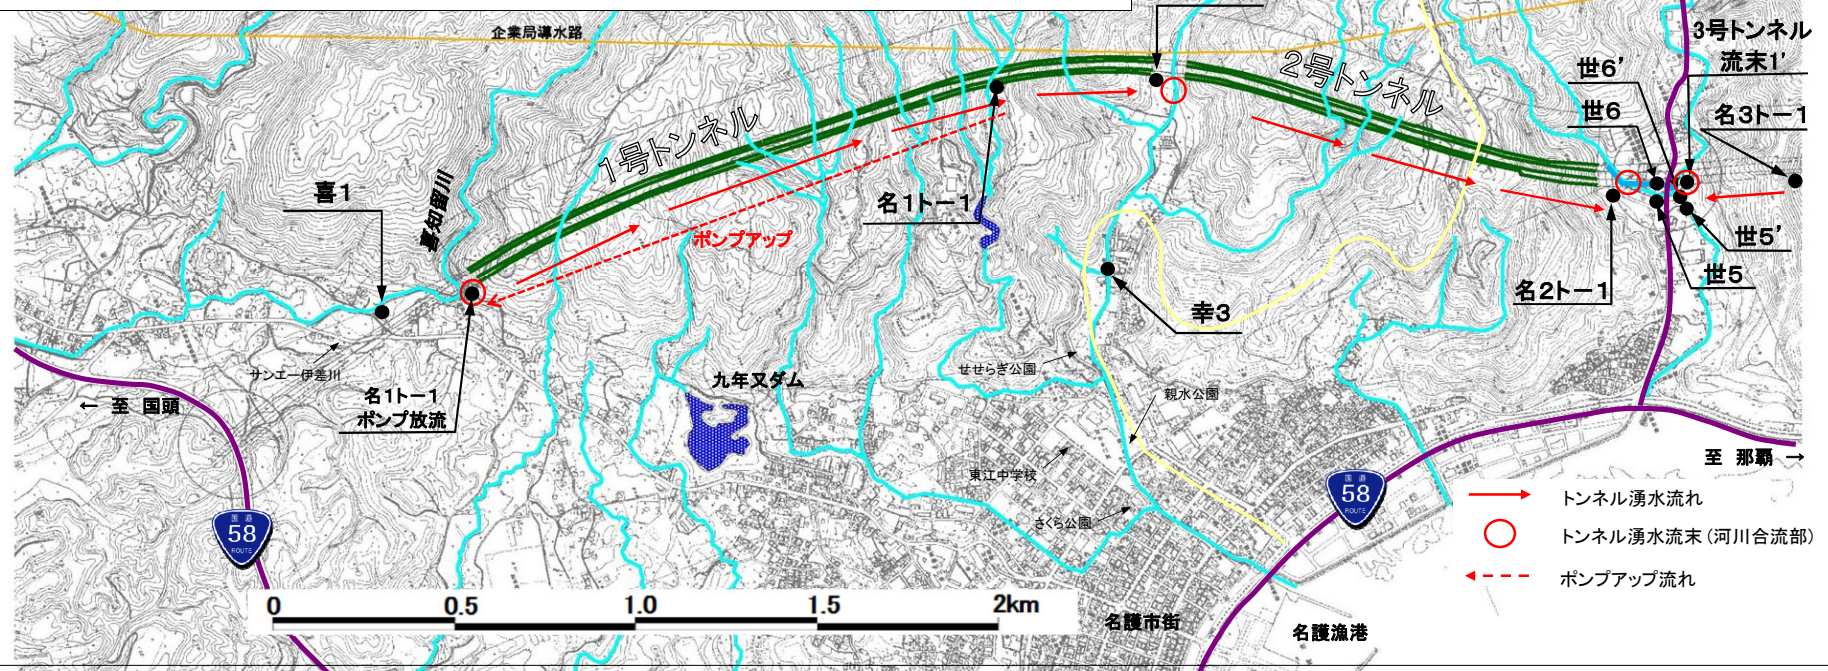 企業局導水路
3号トンネル
流末1'
2号トンネル
世6'
世6
名3トー1
1号トンネル
喜1
喜知留川
名1トー1
ポンプアップ
世5'
世5
名2トー1
幸3
サンエー伊差川
せせらぎ公園
九年又ダム
← 至 国頭
名1トー1
ポンプ放流
親水公園
至 那覇 →
東江中学校
国道
58
ROUTE
さくら公園
国道
58
ROUTE
トンネル湧水流れ
トンネル湧水流末(河川合流部)
ポンプアップ流れ
0 0.5 1.0 1.5 2km
名護市街
名護漁港